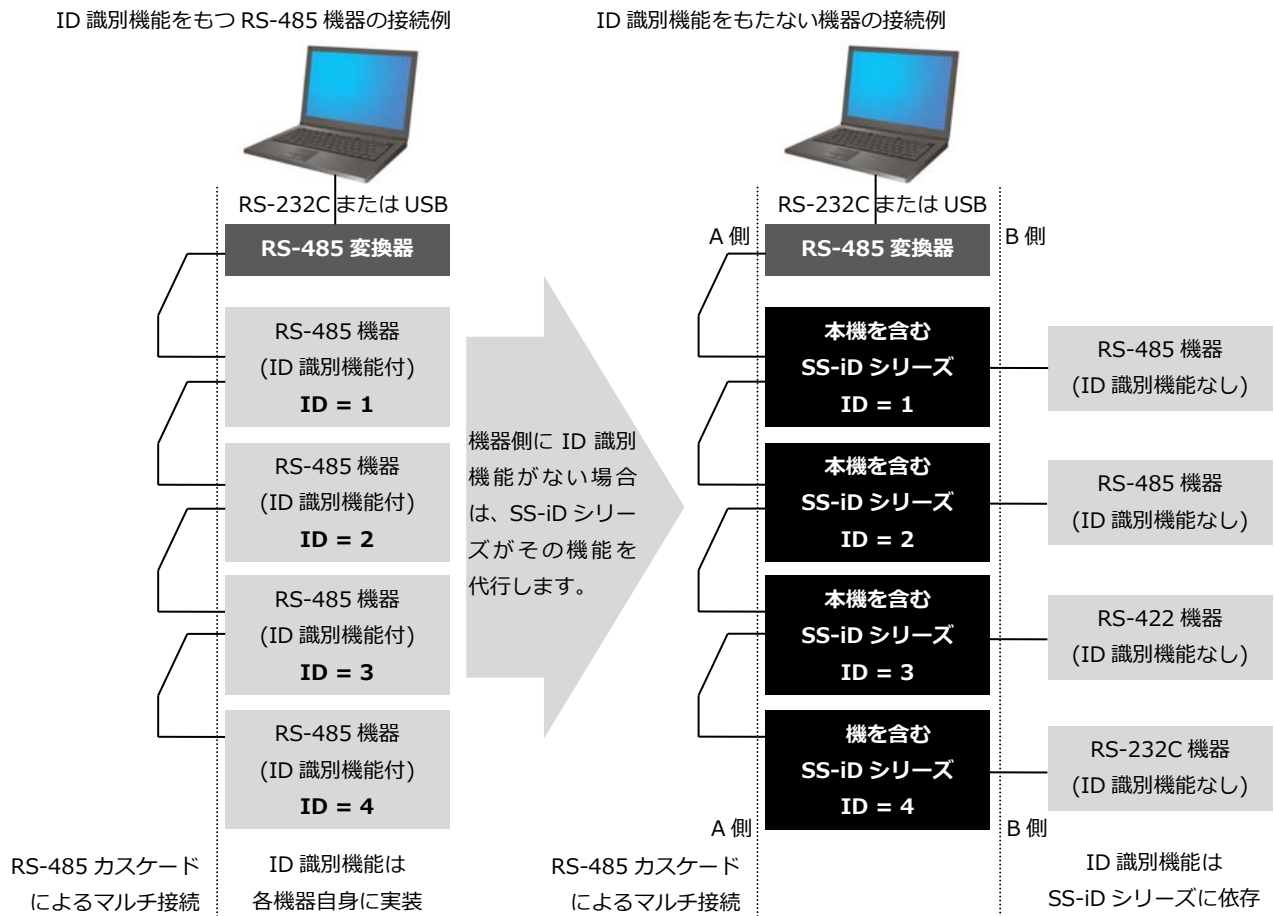 ID 識別機能をもつ RS-485 機器の接続例
RS-232C または USB
RS-485 変換器
RS-485 機器
(ID 識別機能付)
ID = 1
RS-485 機器
(ID 識別機能付)
ID = 2
RS-485 機器
(ID 識別機能付)
ID = 3
RS-485 機器
(ID 識別機能付)
ID = 4
RS-485 カスケード
によるマルチ接続
ID 識別機能は
各機器自身に実装
機器側に ID 識別
機能がない場合
は、SS-iD シリー
ズがその機能を
代行します。
ID 識別機能をもたない機器の接続例
RS-232C または USB
A 側
RS-485 変換器
B 側
本機を含む
SS-iD シリーズ
ID = 1
RS-485 機器
(ID 識別機能なし)
本機を含む
SS-iD シリーズ
ID = 2
RS-485 機器
(ID 識別機能なし)
本機を含む
SS-iD シリーズ
ID = 3
RS-422 機器
(ID 識別機能なし)
機を含む
SS-iD シリーズ
ID = 4
RS-232C 機器
(ID 識別機能なし)
A 側
B 側
RS-485 カスケード
によるマルチ接続
ID 識別機能は
SS-iD シリーズに依存